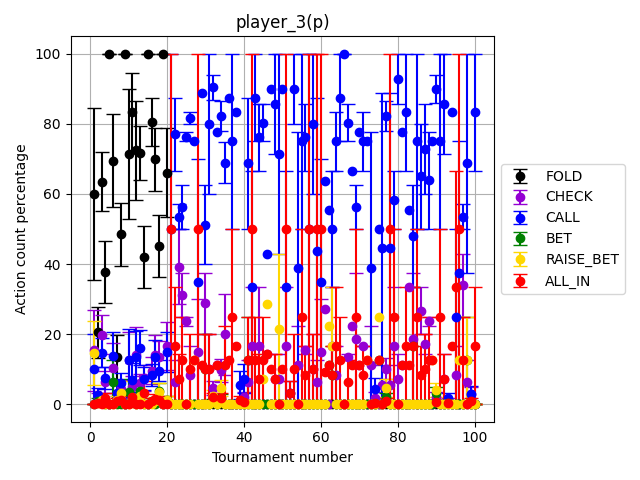 player_3(p)
Action count percentage
100
80
60
40
20
0
0 20 40 60 80 100
Tournament number
FOLD
CHECK
CALL
BET
RAISE_BET
ALL_IN